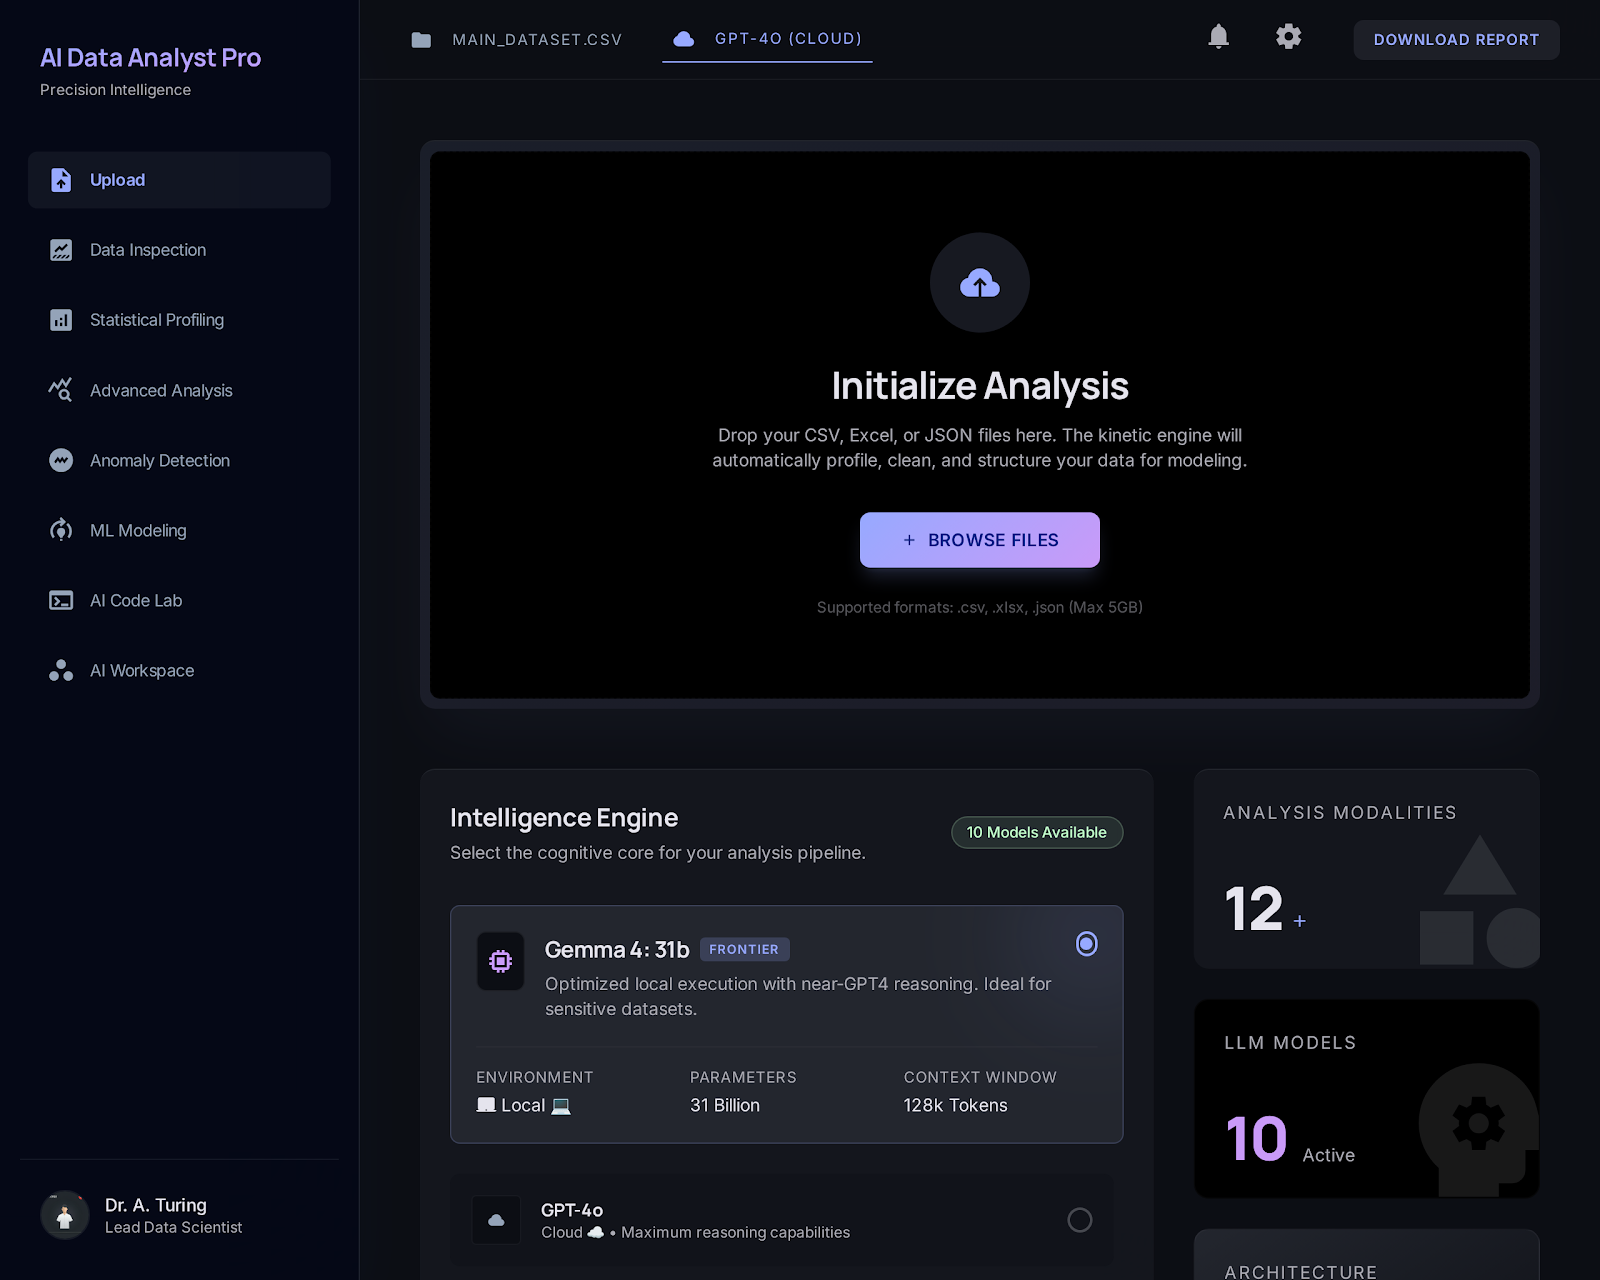 AI Data Analyst Pro
Precision Intelligence
Upload
Data Inspection
Statistical Profiling
Advanced Analysis
Anomaly Detection
ML Modeling
AI Code Lab
AI Workspace
Dr. A. Turing
Lead Data Scientist
MAIN_DATASET.CSV
GPT-4O (CLOUD)
DOWNLOAD REPORT
Initialize Analysis
Drop your CSV, Excel, or JSON files here. The kinetic engine will
automatically profile, clean, and structure your data for modeling.
+ BROWSE FILES
Supported formats: .csv, .xlsx, .json (Max 5GB)
Intelligence Engine
Select the cognitive core for your analysis pipeline.
10 Models Available
Gemma 4: 31b FRONTIER
Optimized local execution with near-GPT4 reasoning. Ideal for
sensitive datasets.
ENVIRONMENT
Local 💻
PARAMETERS
31 Billion
CONTEXT WINDOW
128k Tokens
GPT-4o
Cloud ☁️ • Maximum reasoning capabilities
ANALYSIS MODALITIES
12 +
LLM MODELS
10 Active
ARCHITECTURE